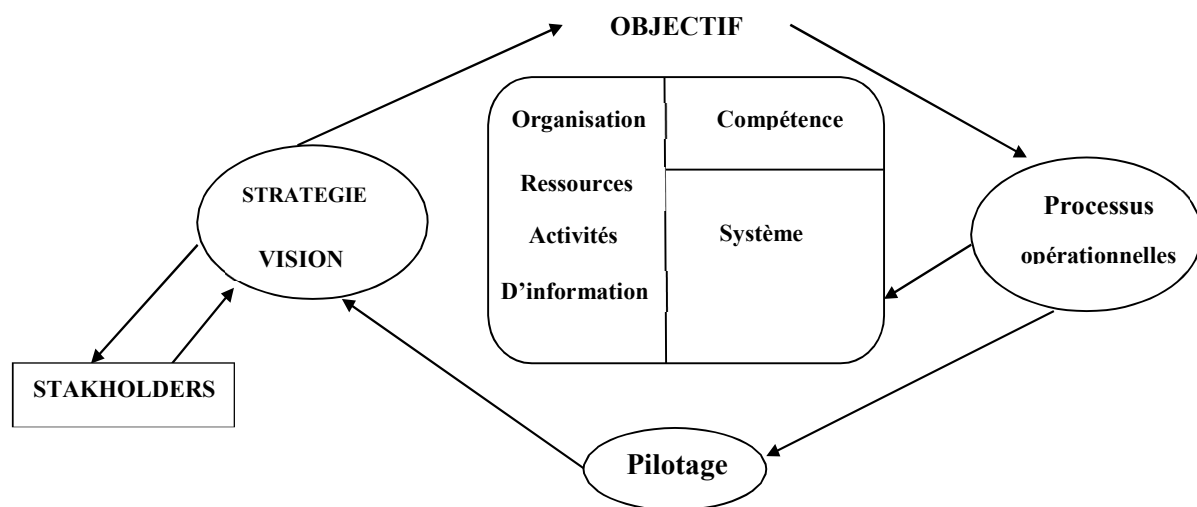 OBJECTIF
Organisation
Compétence
Ressources
Activités
Système
D’information
STRATEGIE
VISION
Processus
opérationnelles
STAKHOLDERS
Pilotage